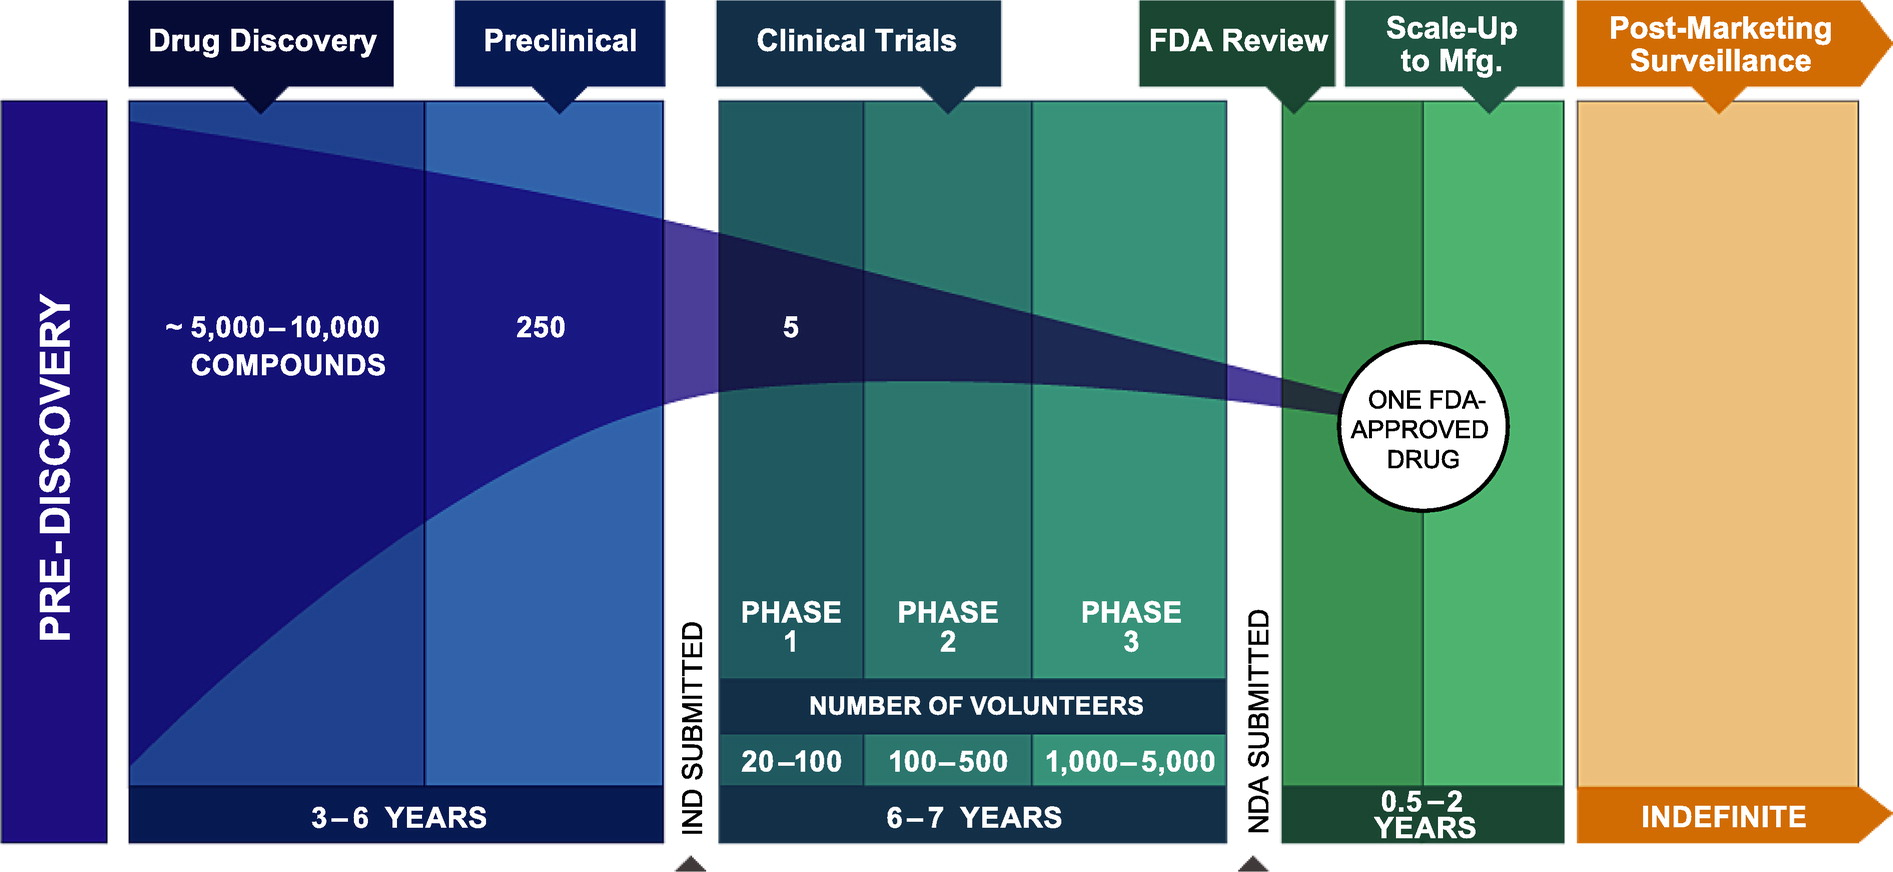 Drug Discovery
Preclinical
Clinical Trials
FDA Review
Scale-Up
to Mfg.
Post-Marketing
Surveillance
PRE-DISCOVERY
~ 5,000–10,000
COMPOUNDS
250
5
ONE FDA-
APPROVED
DRUG
PHASE
1
PHASE
2
PHASE
3
NUMBER OF VOLUNTEERS
20–100
100–500
1,000–5,000
IND SUBMITTED
NDA SUBMITTED
3–6 YEARS
6–7 YEARS
0.5–2
YEARS
INDEFINITE